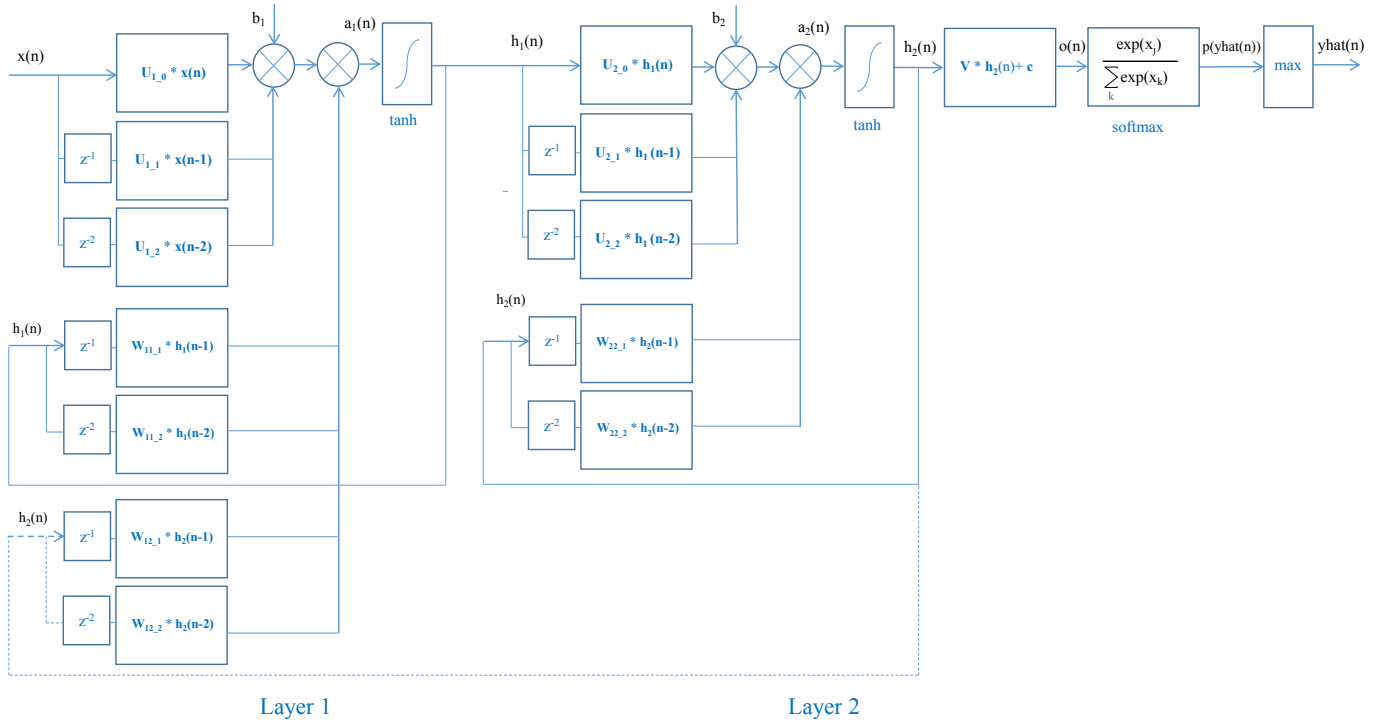 x(n)
U1_0 * x(n)
z-1
U1_1 * x(n-1)
z-2
U1_2 * x(n-2)
b1
a1(n)
tanh
h1(n)
z-1
W11_1 * h1(n-1)
z-2
W11_2 * h1(n-2)
h2(n)
z-1
W12_1 * h2(n-1)
z-2
W12_2 * h2(n-2)
Layer 1
h1(n)
U2_0 * h1(n)
z-1
U2_1 * h1 (n-1)
z-2
U2_2 * h1 (n-2)
b2
a2(n)
tanh
h2(n)
h2(n)
z-1
W22_1 * h2(n-1)
z-2
W22_2 * h2(n-2)
Layer 2
V * h2(n)+ c
o(n)
exp(xj)
∑ exp(xk)
k
softmax
p(yhat(n))
max
yhat(n)